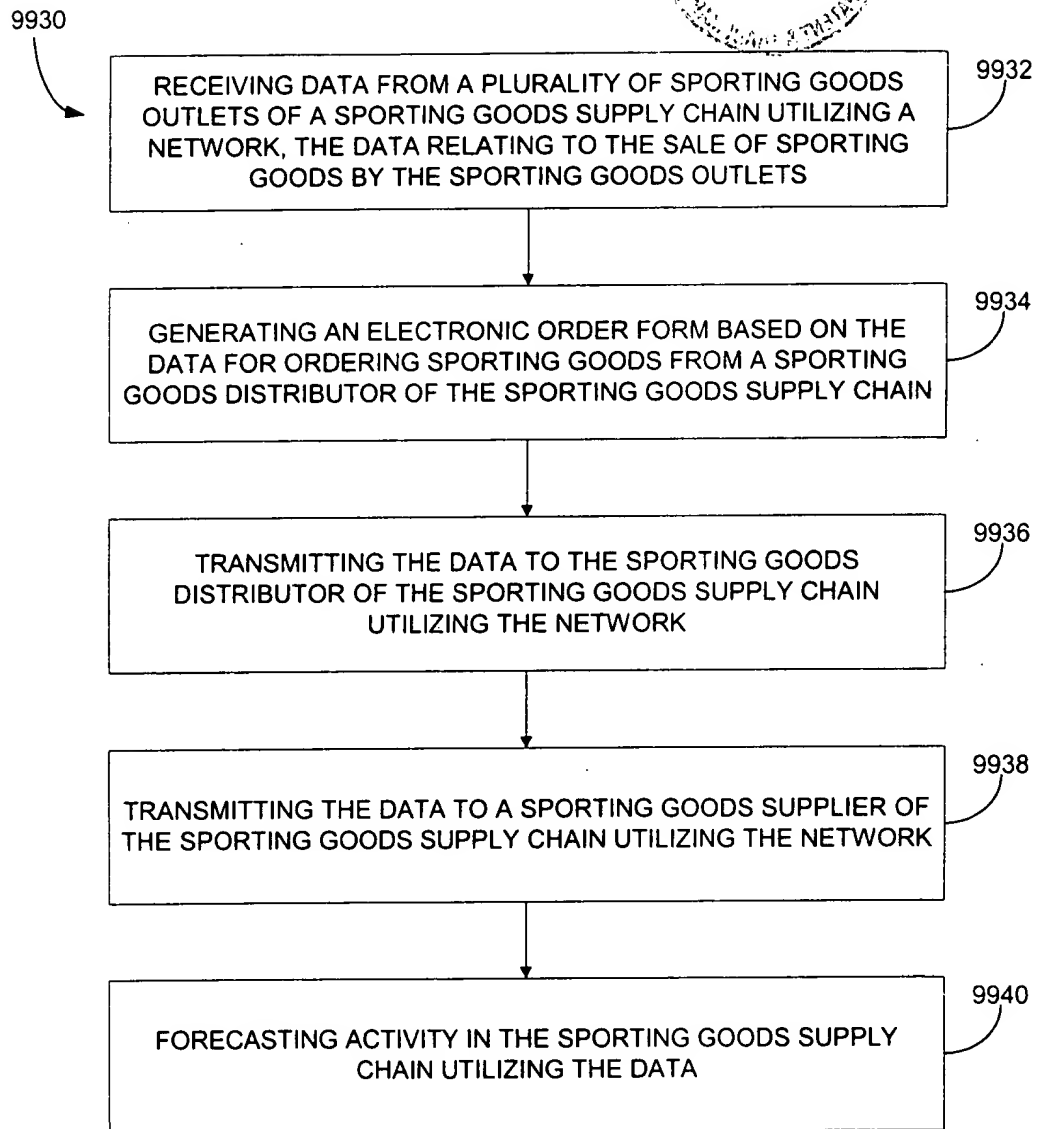 9930
RECEIVING DATA FROM A PLURALITY OF SPORTING GOODS
OUTLETS OF A SPORTING GOODS SUPPLY CHAIN UTILIZING A
NETWORK, THE DATA RELATING TO THE SALE OF SPORTING
GOODS BY THE SPORTING GOODS OUTLETS
9932
GENERATING AN ELECTRONIC ORDER FORM BASED ON THE
DATA FOR ORDERING SPORTING GOODS FROM A SPORTING
GOODS DISTRIBUTOR OF THE SPORTING GOODS SUPPLY CHAIN
9934
TRANSMITTING THE DATA TO THE SPORTING GOODS
DISTRIBUTOR OF THE SPORTING GOODS SUPPLY CHAIN
UTILIZING THE NETWORK
9936
TRANSMITTING THE DATA TO A SPORTING GOODS SUPPLIER OF
THE SPORTING GOODS SUPPLY CHAIN UTILIZING THE NETWORK
9938
FORECASTING ACTIVITY IN THE SPORTING GOODS SUPPLY
CHAIN UTILIZING THE DATA
9940